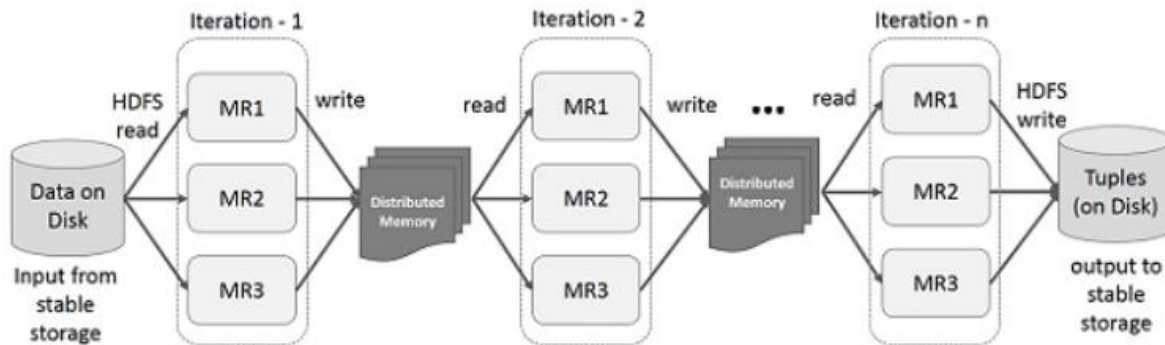 Iteration - 1
Iteration - 2
Iteration - n
HDFS
read
MR1
write
read
MR1
write
...
read
MR1
HDFS
write
Data on
Disk
MR2
Distributed
Memory
MR2
Distributed
Memory
MR2
Tuples
(on Disk)
Input from
stable
storage
MR3
MR3
MR3
output to
stable
storage